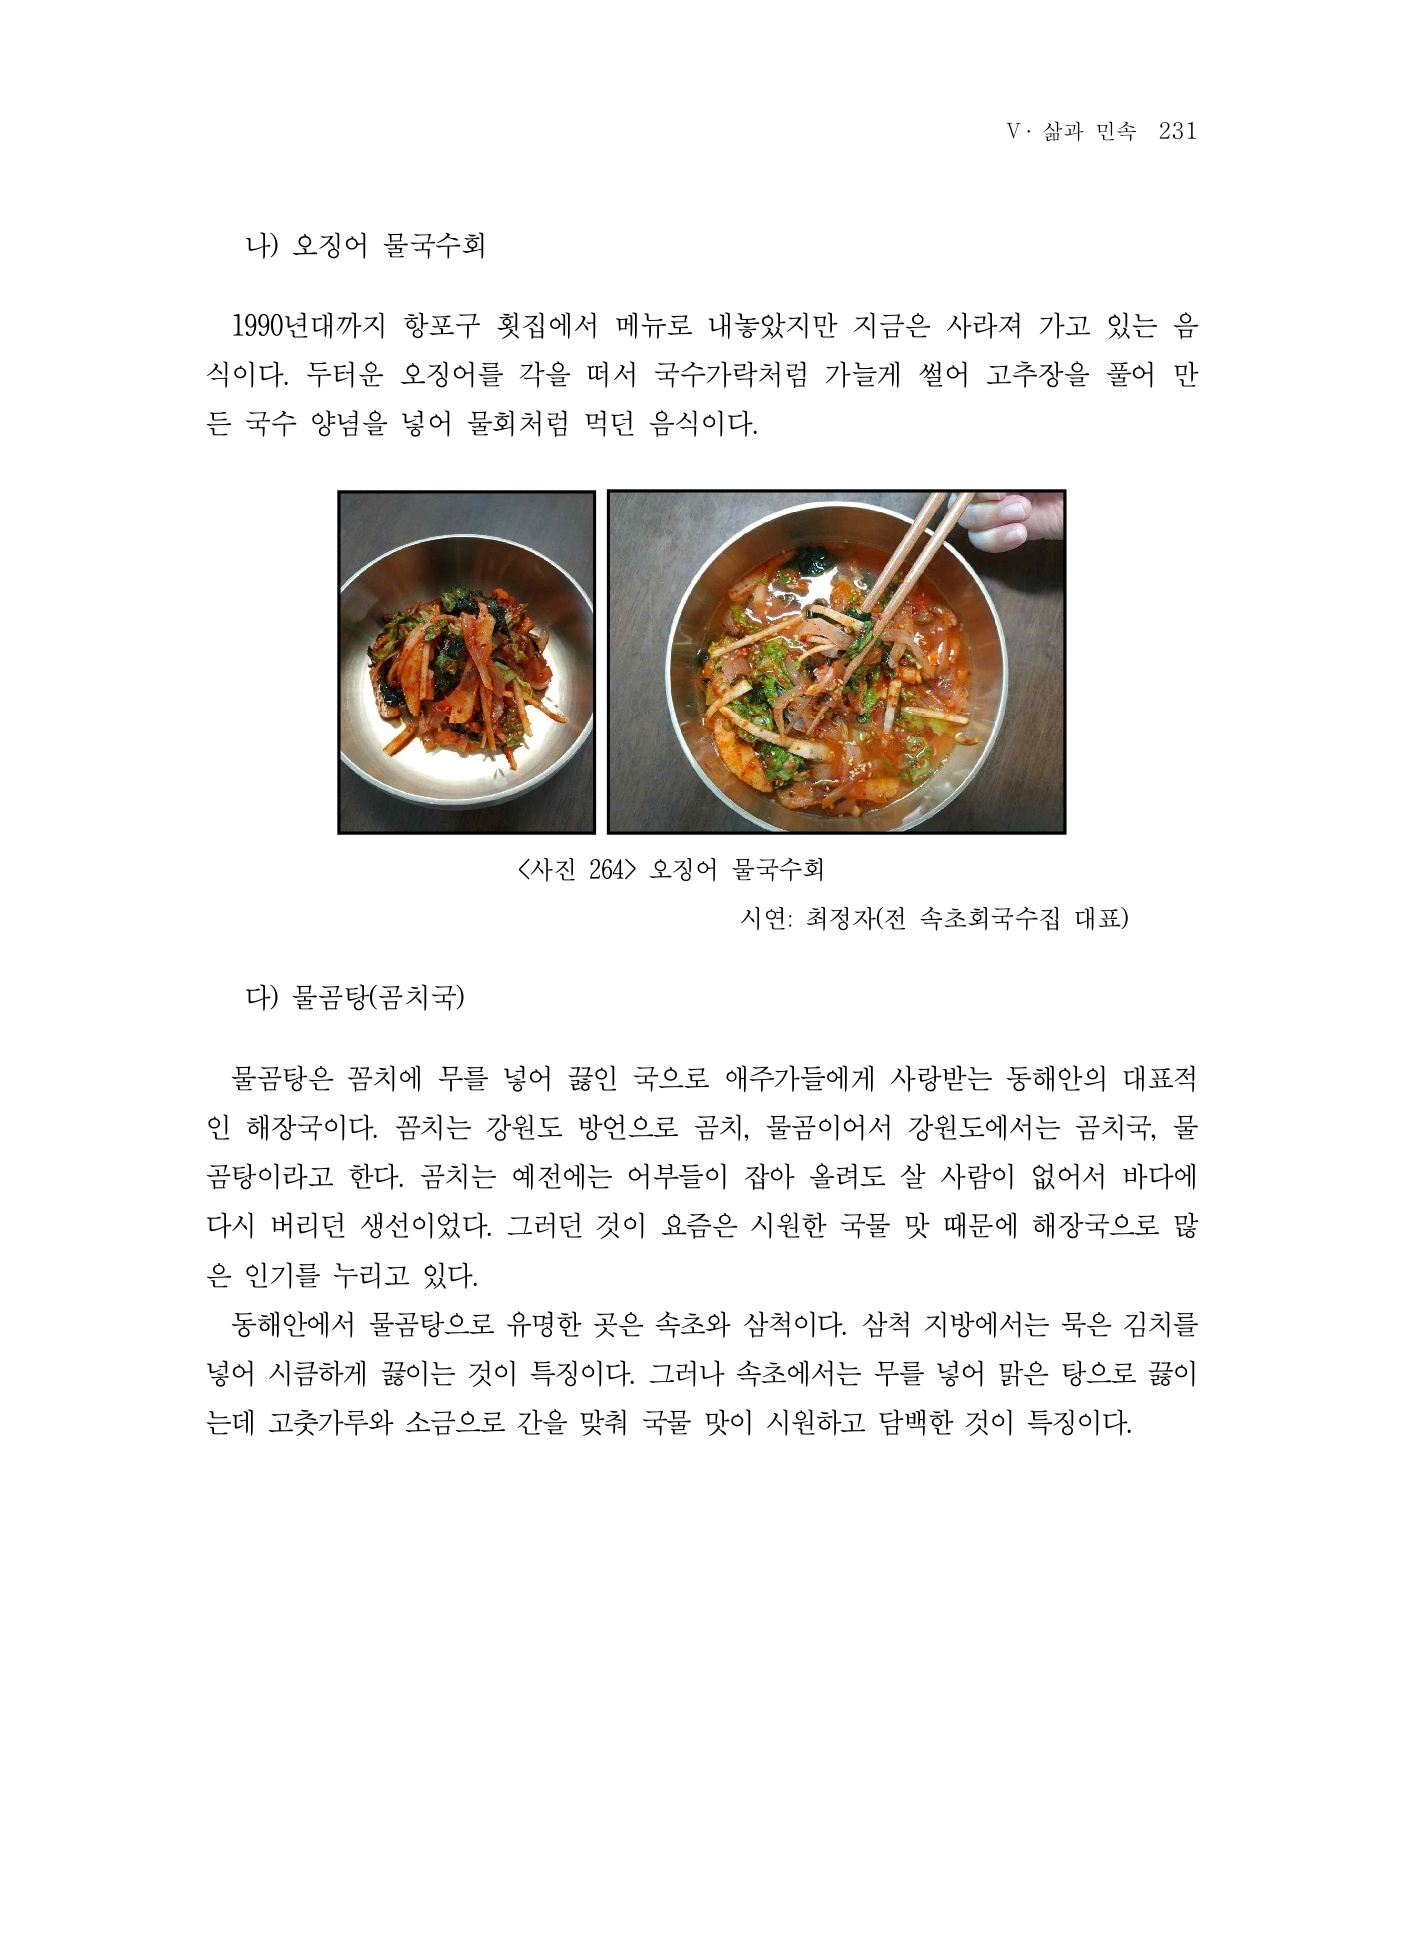 V· 삶과 민속 231
나) 오징어 물국수회
1990년대까지 항포구 횟집에서 메뉴로 내놓았지만 지금은 사라져 가고 있는 음
식이다. 두터운 오징어를 각을 떠서 국수가락처럼 가늘게 썰어 고추장을 풀어 만
든 국수 양념을 넣어 물회처럼 먹던 음식이다.
<사진 264> 오징어 물국수회
시연: 최정자(전 속초회국수집 대표)
다) 물곰탕(곰치국)
물곰탕은 꼼치에 무를 넣어 끓인 국으로 애주가들에게 사랑받는 동해안의 대표적
인 해장국이다. 꼼치는 강원도 방언으로 곰치, 물곰이어서 강원도에서는 곰치국, 물
곰탕이라고 한다. 곰치는 예전에는 어부들이 잡아 올려도 살 사람이 없어서 바다에
다시 버리던 생선이었다. 그러던 것이 요즘은 시원한 국물 맛 때문에 해장국으로 많
은 인기를 누리고 있다.
동해안에서 물곰탕으로 유명한 곳은 속초와 삼척이다. 삼척 지방에서는 묵은 김치를
넣어 시큼하게 끓이는 것이 특징이다. 그러나 속초에서는 무를 넣어 맑은 탕으로 끓이
는데 고춧가루와 소금으로 간을 맞춰 국물 맛이 시원하고 담백한 것이 특징이다.